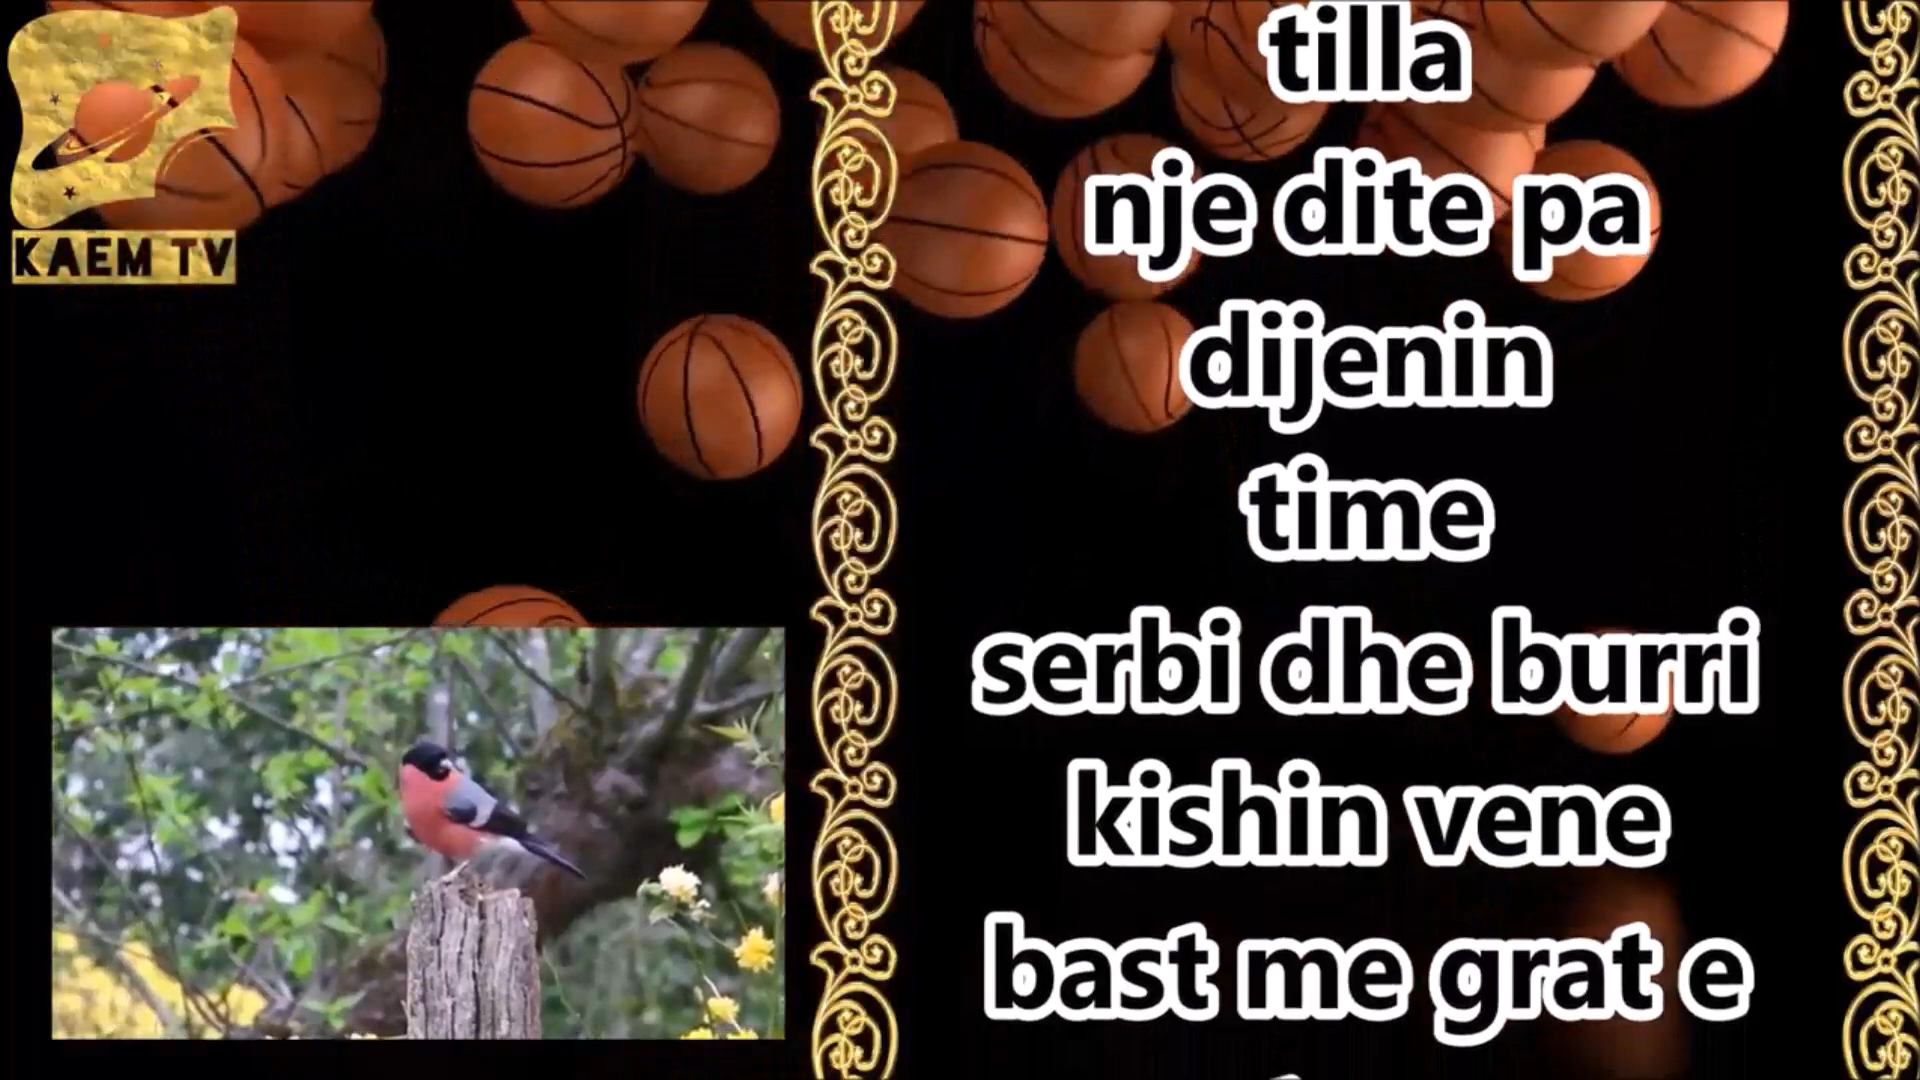 KAEM TV
tilla
nje dite pa
dijenin
time
serbi dhe burri
kishin vene
bast me grat e